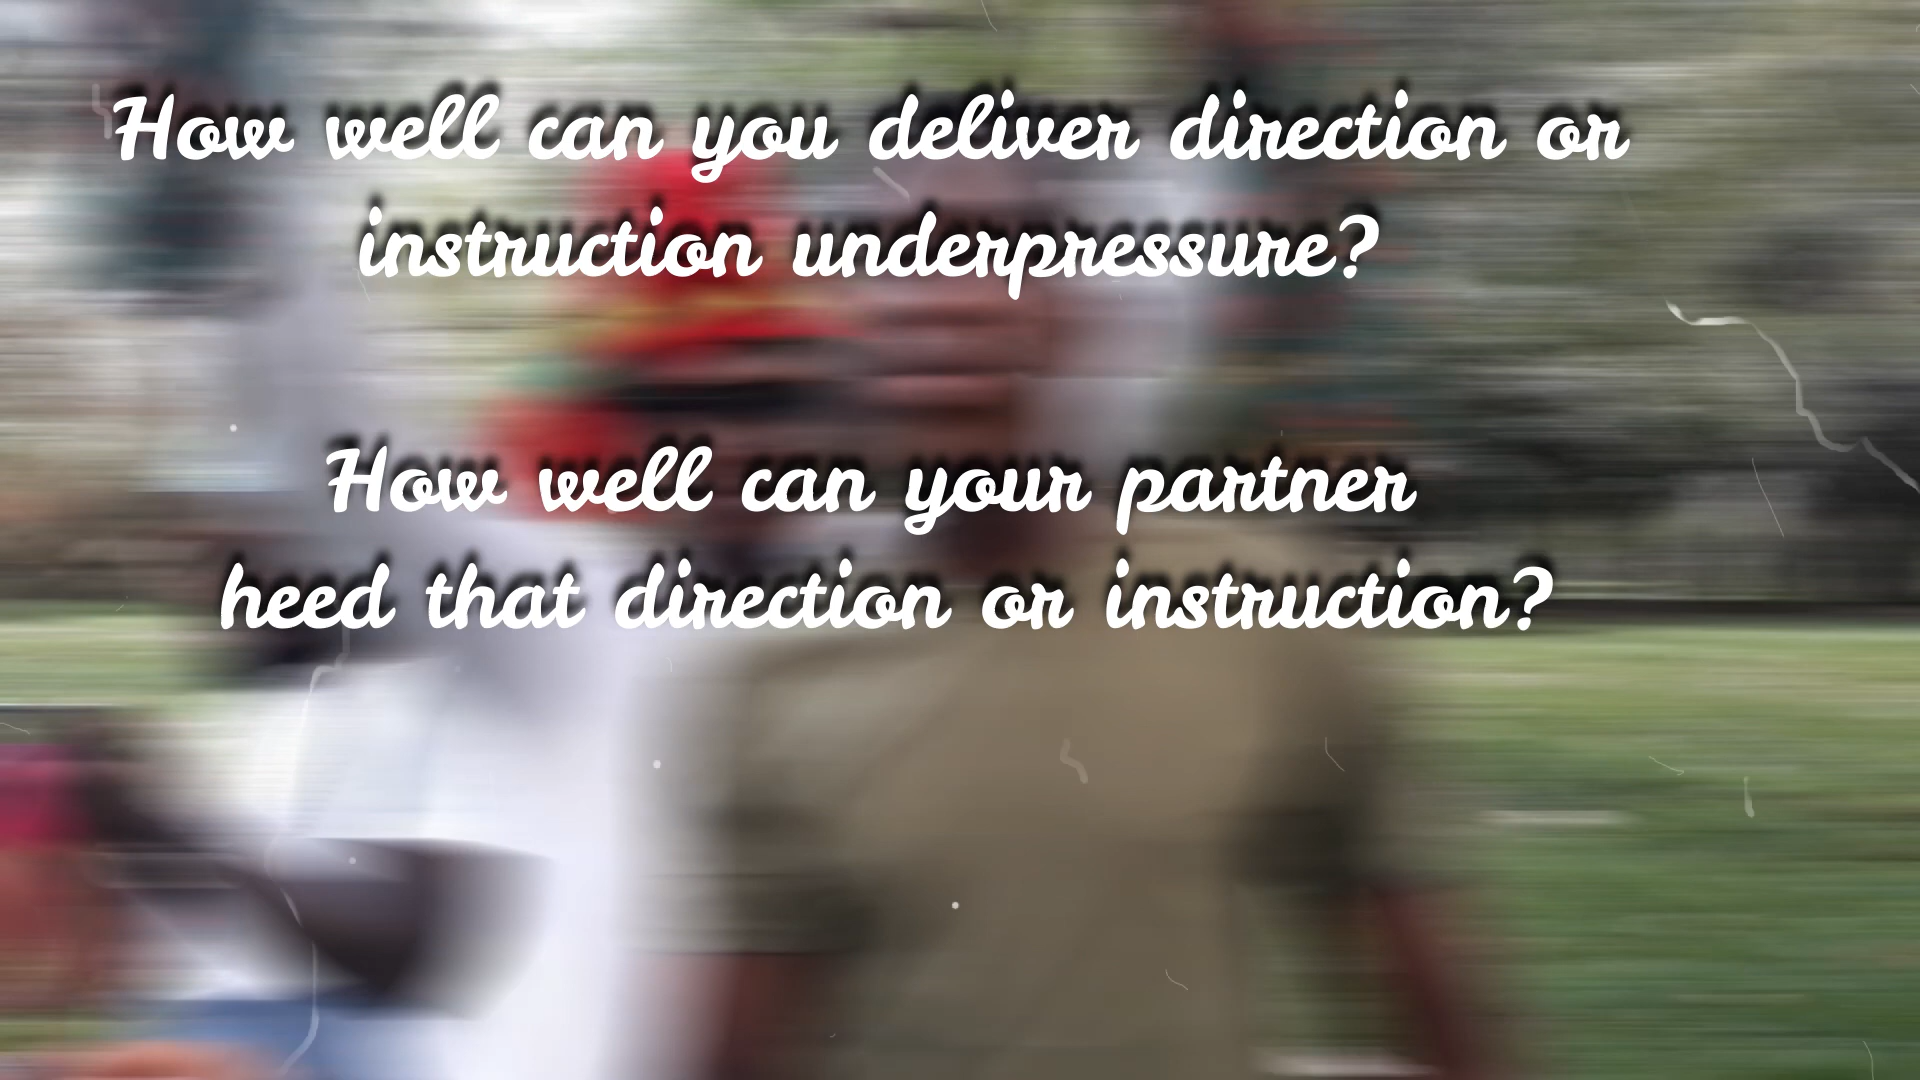 How well can you deliver direction or
instruction underpressure?
How well can your partner
heed that direction or instruction?